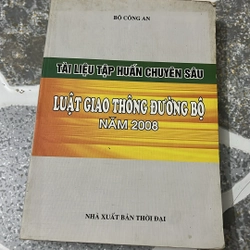 BỘ CÔNG AN
TÀI LIỆU TẬP HUẤN CHUYÊN SÂU
LUẬT GIAO THÔNG ĐƯỜNG BỘ
NĂM 2008
NHÀ XUẤT BẢN THỜI ĐẠI